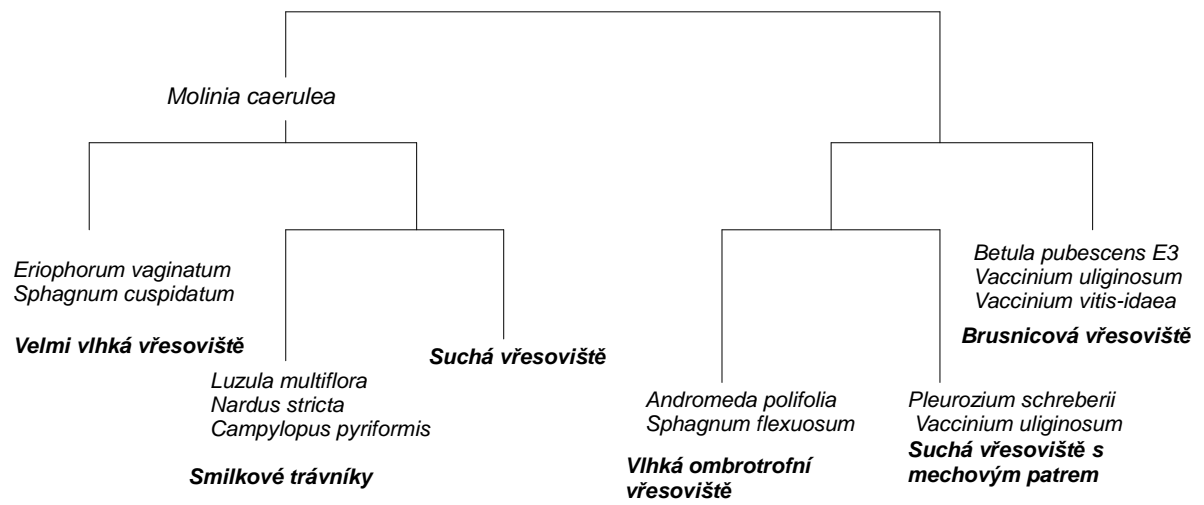 Molinia caerulea
Eriophorum vaginatum
Sphagnum cuspidatum
Velmi vlhká vřesoviště
Luzula multiflora
Nardus stricta
Campylopus pyriformis
Smilkové trávníky
Suchá vřesoviště
Andromeda polifolia
Sphagnum flexuosum
Vlhká ombrotrofní
vřesoviště
Pleurozium schreberii
Vaccinium uliginosum
Suchá vřesoviště s
mechovým patrem
Betula pubescens E3
Vaccinium uliginosum
Vaccinium vitis-idaea
Brusnicová vřesoviště